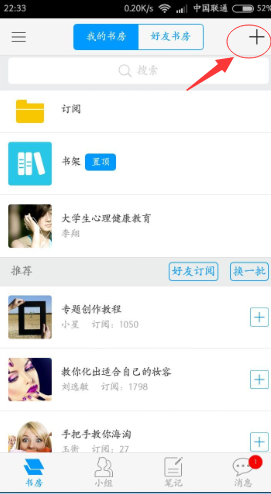 22:33 0.20K/s 中国联通 52%
我的书房 好友书房
搜索
订阅
书架 置顶
大学生心理健康教育
李翔
推荐 好友订阅 换一批
专题创作教程
小星 订阅: 1050
教你化出适合自己的妆容
刘逸敏 订阅: 1798
手把手教你海淘
玉衡 订阅: 27
书房 小组 笔记 消息